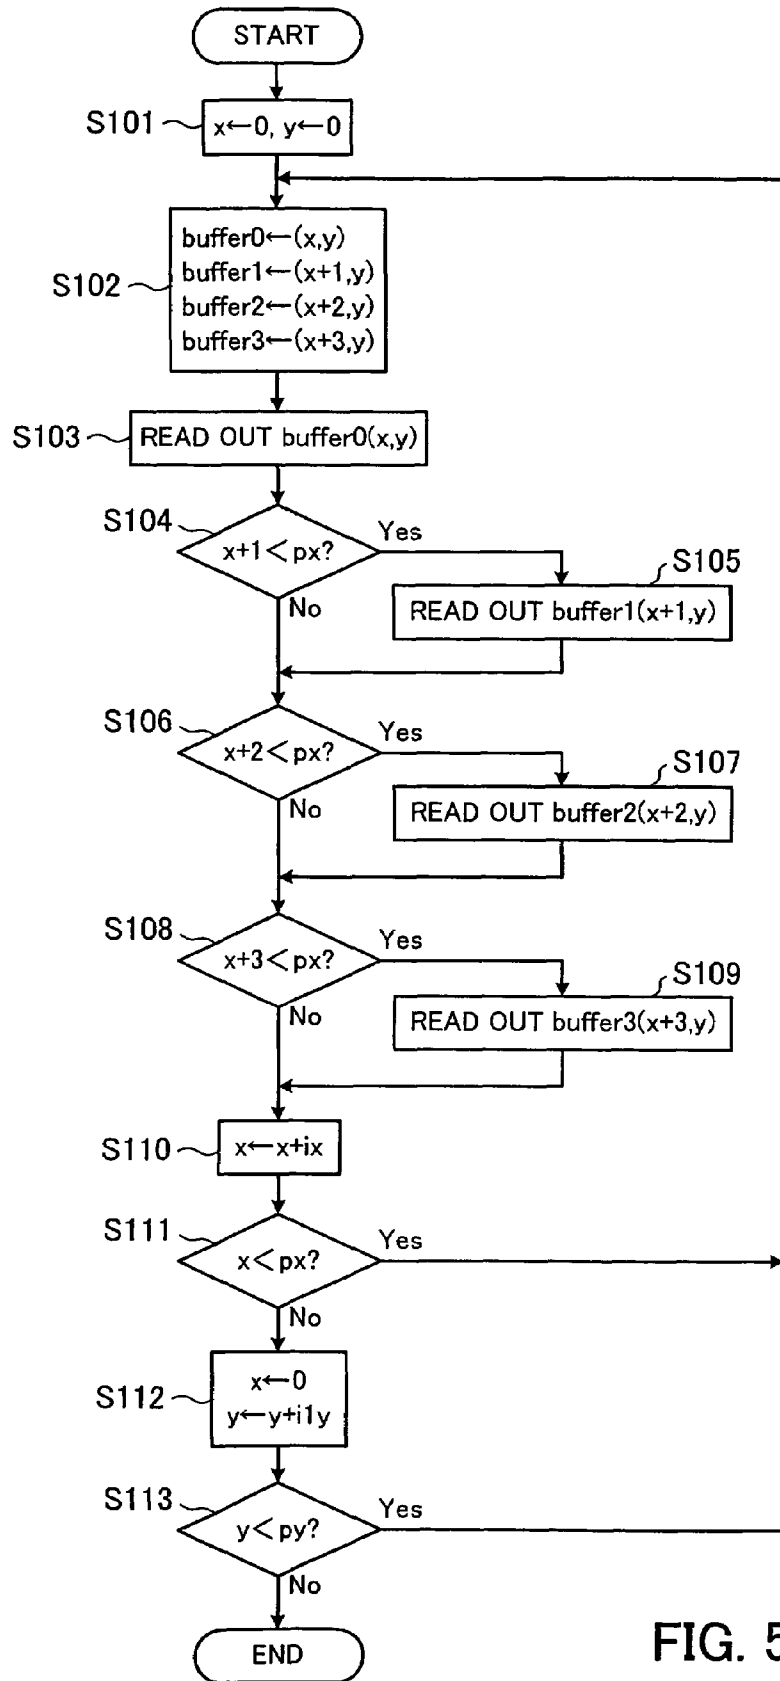 START
S101
x←0, y←0
S102
buffer0←(x,y)
buffer1←(x+1,y)
buffer2←(x+2,y)
buffer3←(x+3,y)
S103
READ OUT buffer0(x,y)
S104
x+1<px?
Yes
No
S105
READ OUT buffer1(x+1,y)
S106
x+2<px?
Yes
No
S107
READ OUT buffer2(x+2,y)
S108
x+3<px?
Yes
No
S109
READ OUT buffer3(x+3,y)
S110
x←x+ix
S111
x<px?
Yes
No
S112
x←0
y←y+i1y
S113
y<py?
Yes
No
END
FIG. 5